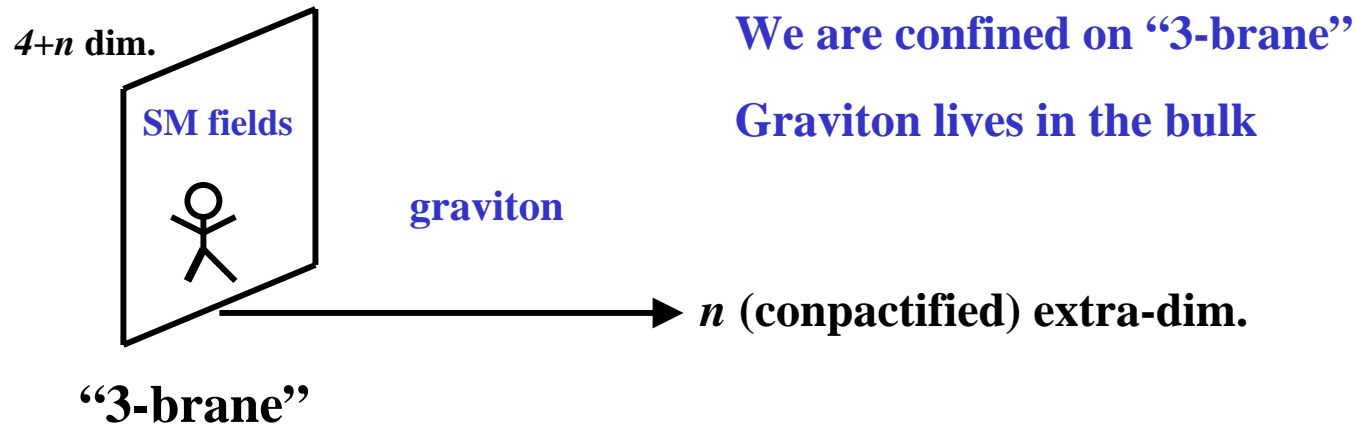 4+n dim.
SM fields
graviton
“3-brane”
We are confined on “3-brane”
Graviton lives in the bulk
n (conpactified) extra-dim.